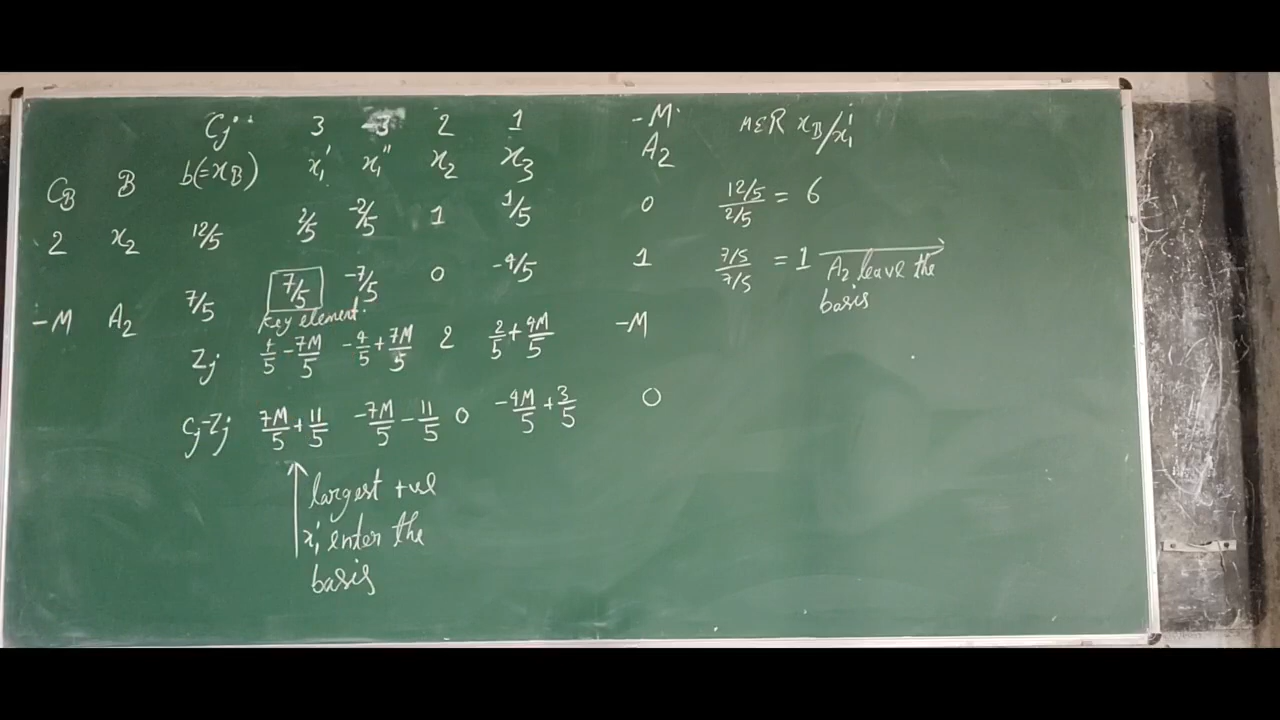 Cj 3 -3 2 1 -M MER xB/x1'
CB B b(=xB) x1' x1'' x2 x3 A2
2 x2 12/5 2/5 -2/5 1 1/5 0 12/5 / 2/5 = 6
-M A2 7/5 7/5 -7/5 0 -4/5 1 7/5 / 7/5 = 1 A2 leave the
basis
Key element.
Zj 4/5 - 7M/5 -4/5 + 7M/5 2 2/5 + 4M/5 -M
Cj-Zj 7M/5 + 11/5 -7M/5 - 11/5 0 -4M/5 + 3/5 0
largest +ve
x1' enter the
basis